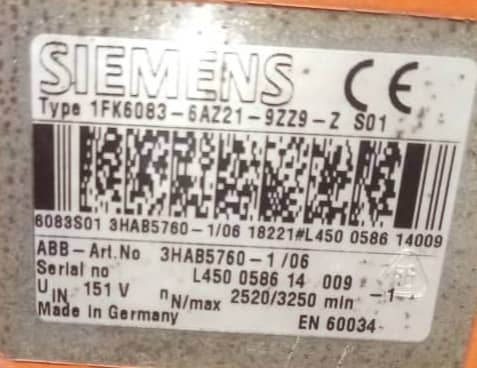 SIEMENS CE
Type 1FK6083-6AZ21-9ZZ9-Z S01
6083S01 3HAB5760-1/06 18221#L450 0586 14009
ABB-Art.No 3HAB5760-1/06
Serial no L450 0586 14 009
U IN 151 V n N/max 2520/3250 min -1
Made in Germany EN 60034